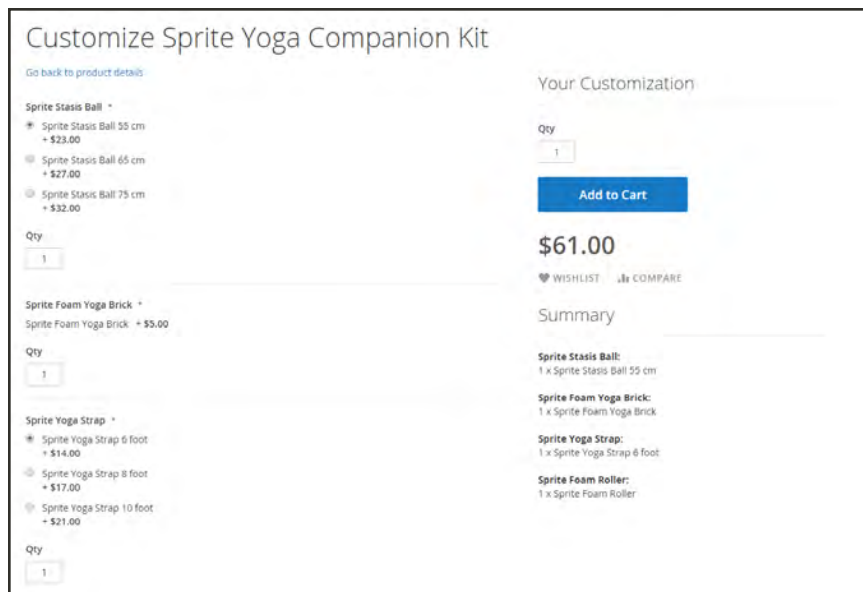 Customize Sprite Yoga Companion Kit
Go back to product details
Sprite Stasis Ball *
Sprite Stasis Ball 55 cm
+ $23.00
Sprite Stasis Ball 65 cm
+ $27.00
Sprite Stasis Ball 75 cm
+ $32.00
Qty
1
Sprite Foam Yoga Brick *
Sprite Foam Yoga Brick + $5.00
Qty
1
Sprite Yoga Strap *
Sprite Yoga Strap 6 foot
+ $14.00
Sprite Yoga Strap 8 foot
+ $17.00
Sprite Yoga Strap 10 foot
+ $21.00
Qty
1
Your Customization
Qty
1
Add to Cart
$61.00
WISHLIST COMPARE
Summary
Sprite Stasis Ball:
1 x Sprite Stasis Ball 55 cm
Sprite Foam Yoga Brick:
1 x Sprite Foam Yoga Brick
Sprite Yoga Strap:
1 x Sprite Yoga Strap 6 foot
Sprite Foam Roller:
1 x Sprite Foam Roller